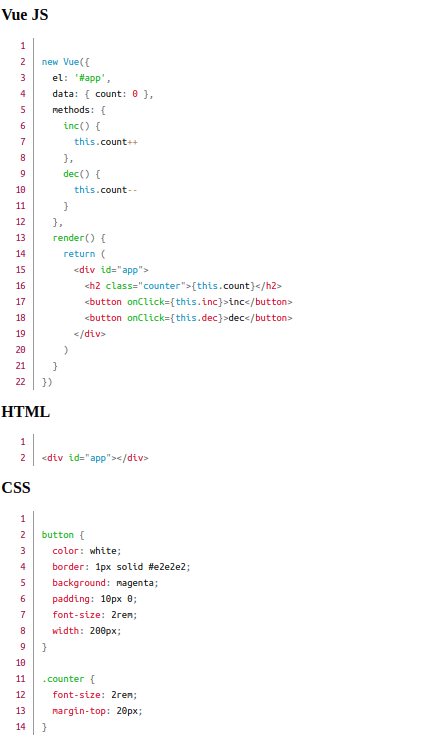 Vue JS
1
2 new Vue({
3   el: '#app',
4   data: { count: 0 },
5   methods: {
6     inc() {
7       this.count++
8     },
9     dec() {
10       this.count--
11     }
12   },
13   render() {
14     return (
15       <div id="app">
16         <h2 class="counter">{this.count}</h2>
17         <button onClick={this.inc}>inc</button>
18         <button onClick={this.dec}>dec</button>
19       </div>
20     )
21   }
22 })
HTML
1
2 <div id="app"></div>
CSS
1
2 button {
3   color: white;
4   border: 1px solid #e2e2e2;
5   background: magenta;
6   padding: 10px 0;
7   font-size: 2rem;
8   width: 200px;
9 }
10
11 .counter {
12   font-size: 2rem;
13   margin-top: 20px;
14 }